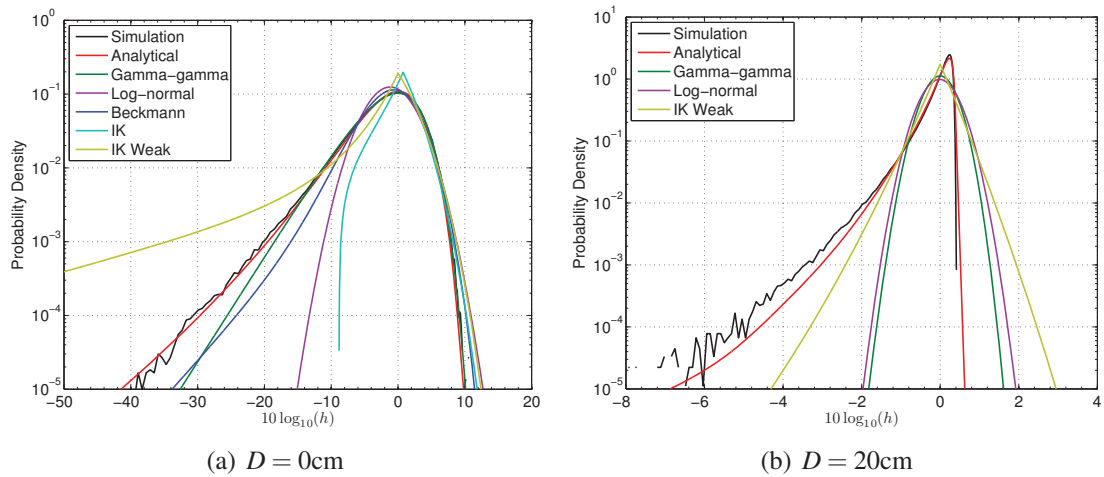 Simulation
Analytical
Gamma−gamma
Log−normal
Beckmann
IK
IK Weak
Probability Density
10^0
10^-1
10^-2
10^-3
10^-4
10^-5
−50 −40 −30 −20 −10 0 10 20
10 log10(h)
(a) D = 0cm
Simulation
Analytical
Gamma−gamma
Log−normal
IK Weak
Probability Density
10^1
10^0
10^-1
10^-2
10^-3
10^-4
10^-5
−8 −6 −4 −2 0 2 4
10 log10(h)
(b) D = 20cm